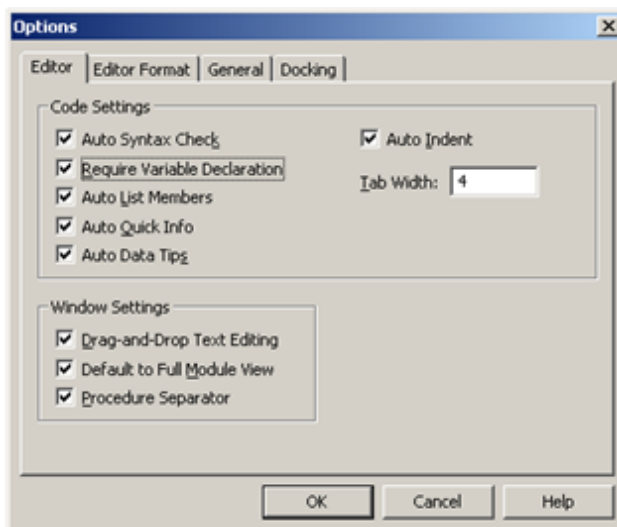 Options
Editor Editor Format General Docking
Code Settings
Auto Syntax Check Auto Indent
Require Variable Declaration
Tab Width: 4
Auto List Members
Auto Quick Info
Auto Data Tips
Window Settings
Drag-and-Drop Text Editing
Default to Full Module View
Procedure Separator
OK Cancel Help